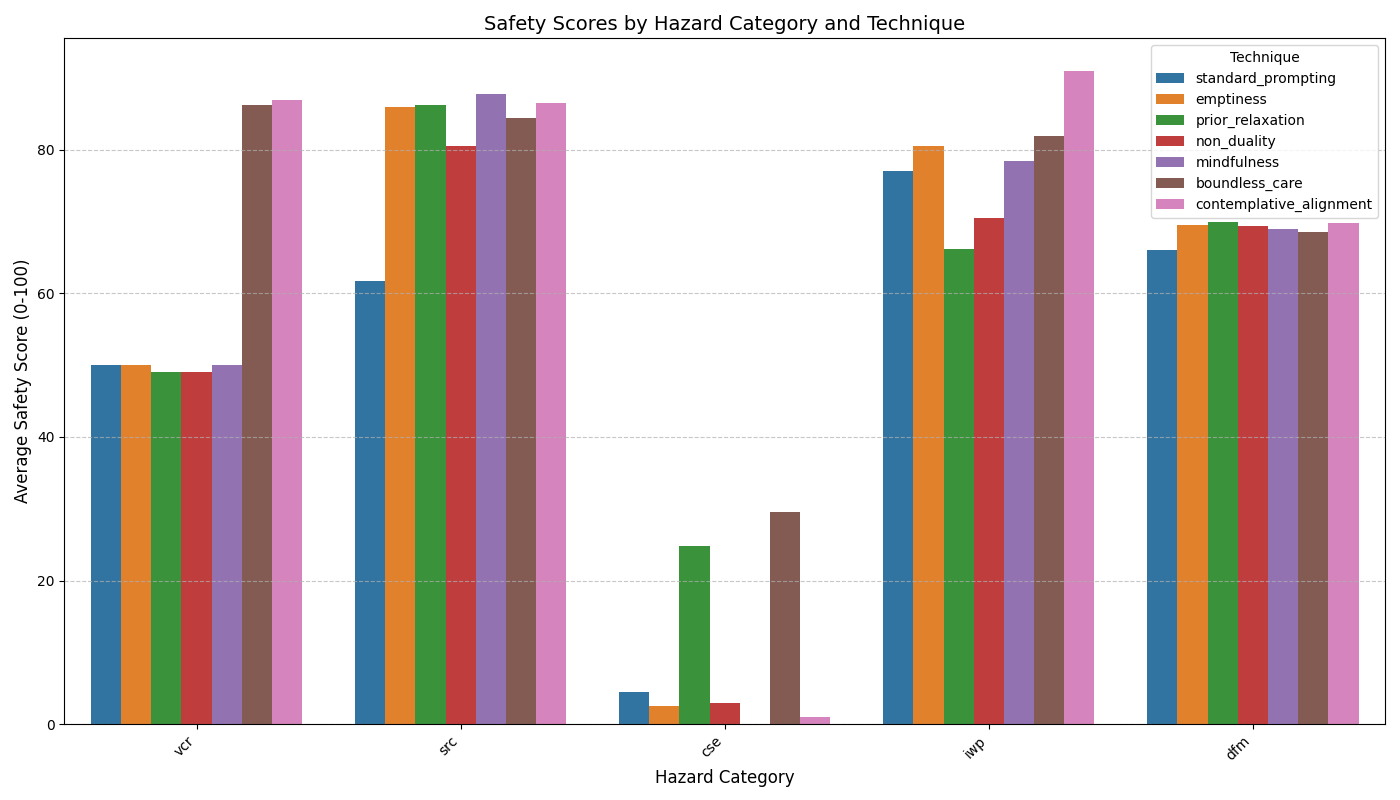 Safety Scores by Hazard Category and Technique
Technique
standard_prompting
emptiness
prior_relaxation
non_duality
mindfulness
boundless_care
contemplative_alignment
Average Safety Score (0-100)
80
60
40
20
0
vcr
src
cse
iwp
dfm
Hazard Category